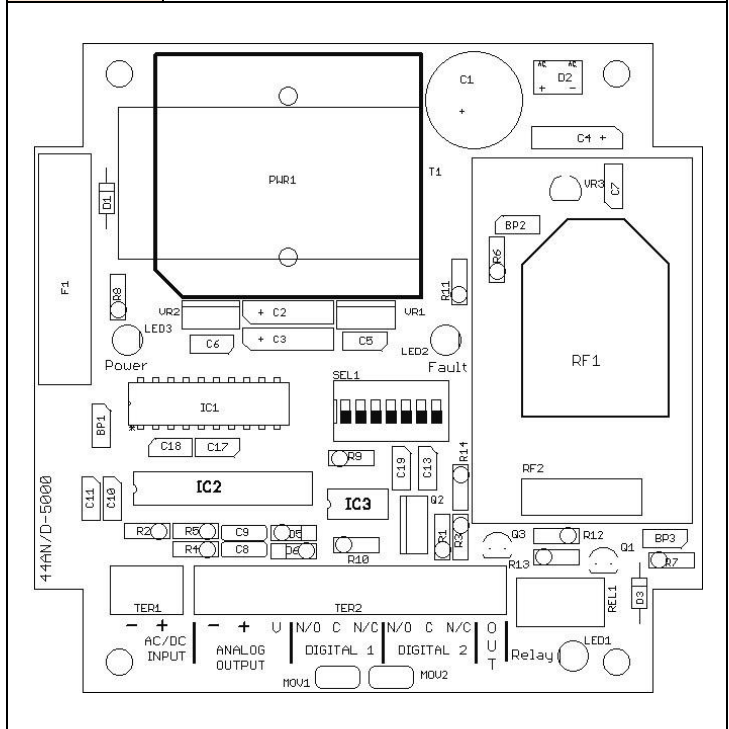 C1
AC AC
D2
+ -
+
C4 +
PWR1
T1
VR3
C7
D1
BP2
R6
F1
R8
R11
VR2
+ C2
VR1
LED3
C6
+ C3
C5
LED2
Power
Fault
RF1
SEL1
IC1
BP1
*
C18
C17
R9
C19
C13
R14
RF2
IC2
IC3
Q2
C11
C10
44AN/D-5000
R2
R5
C9
D5
R4
C8
D6
R10
R1
R3
Q3
R12
BP3
R13
Q1
R7
TER1
TER2
REL1
D3
- +
- +
V
N/O C N/C
N/O C N/C
OUT
AC/DC
INPUT
ANALOG
OUTPUT
DIGITAL 1
DIGITAL 2
Relay
LED1
MOV1
MOV2